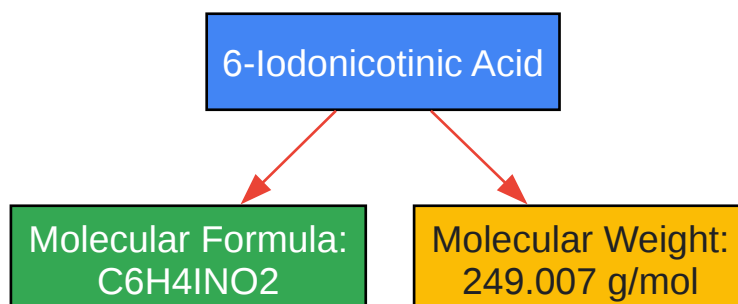 6-Iodonicotinic Acid
Molecular Formula:
C6H4INO2
Molecular Weight:
249.007 g/mol